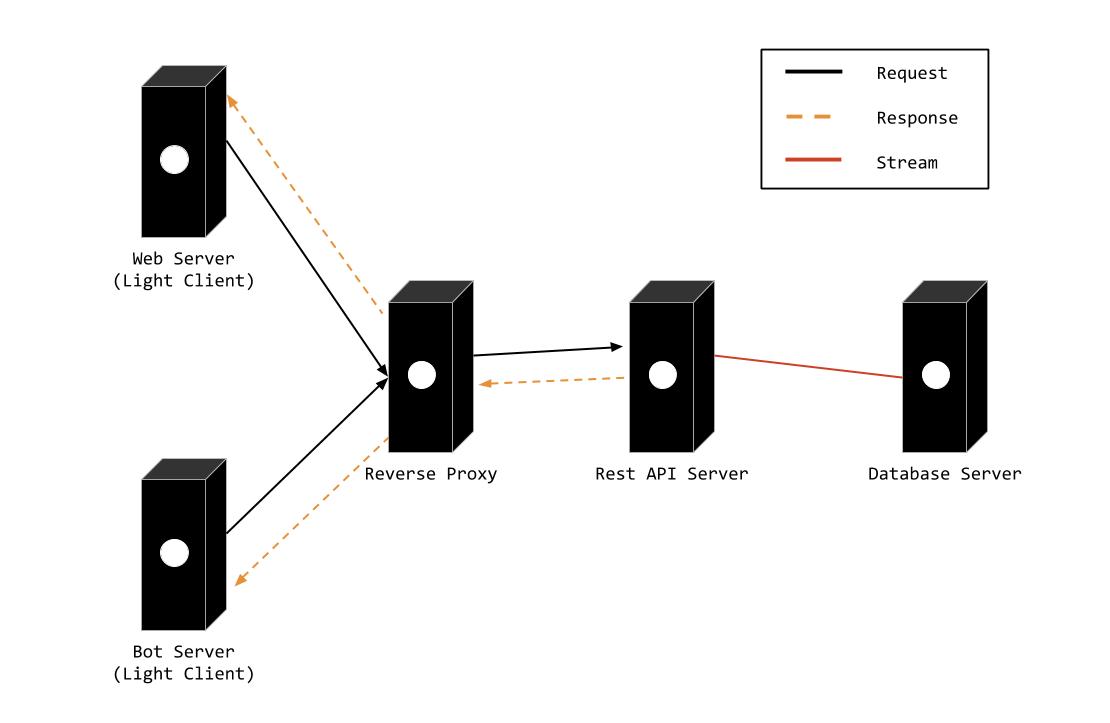 Request
Response
Stream
Web Server
(Light Client)
Reverse Proxy
Rest API Server
Database Server
Bot Server
(Light Client)